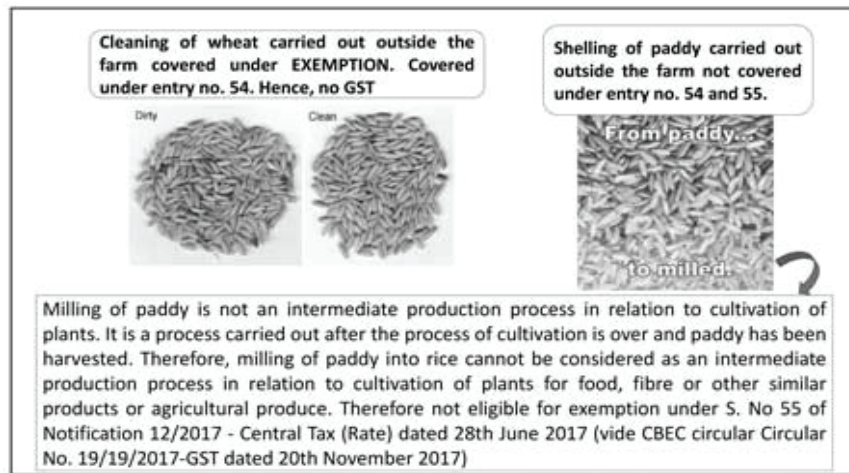 Cleaning of wheat carried out outside the
farm covered under EXEMPTION. Covered
under entry no. 54. Hence, no GST
Shelling of paddy carried out
outside the farm not covered
under entry no. 54 and 55.
Dirty
Clean
From paddy...
to milled.
Milling of paddy is not an intermediate production process in relation to cultivation of
plants. It is a process carried out after the process of cultivation is over and paddy has been
harvested. Therefore, milling of paddy into rice cannot be considered as an intermediate
production process in relation to cultivation of plants for food, fibre or other similar
products or agricultural produce. Therefore not eligible for exemption under S. No 55 of
Notification 12/2017 - Central Tax (Rate) dated 28th June 2017 (vide CBEC circular Circular
No. 19/19/2017-GST dated 20th November 2017)